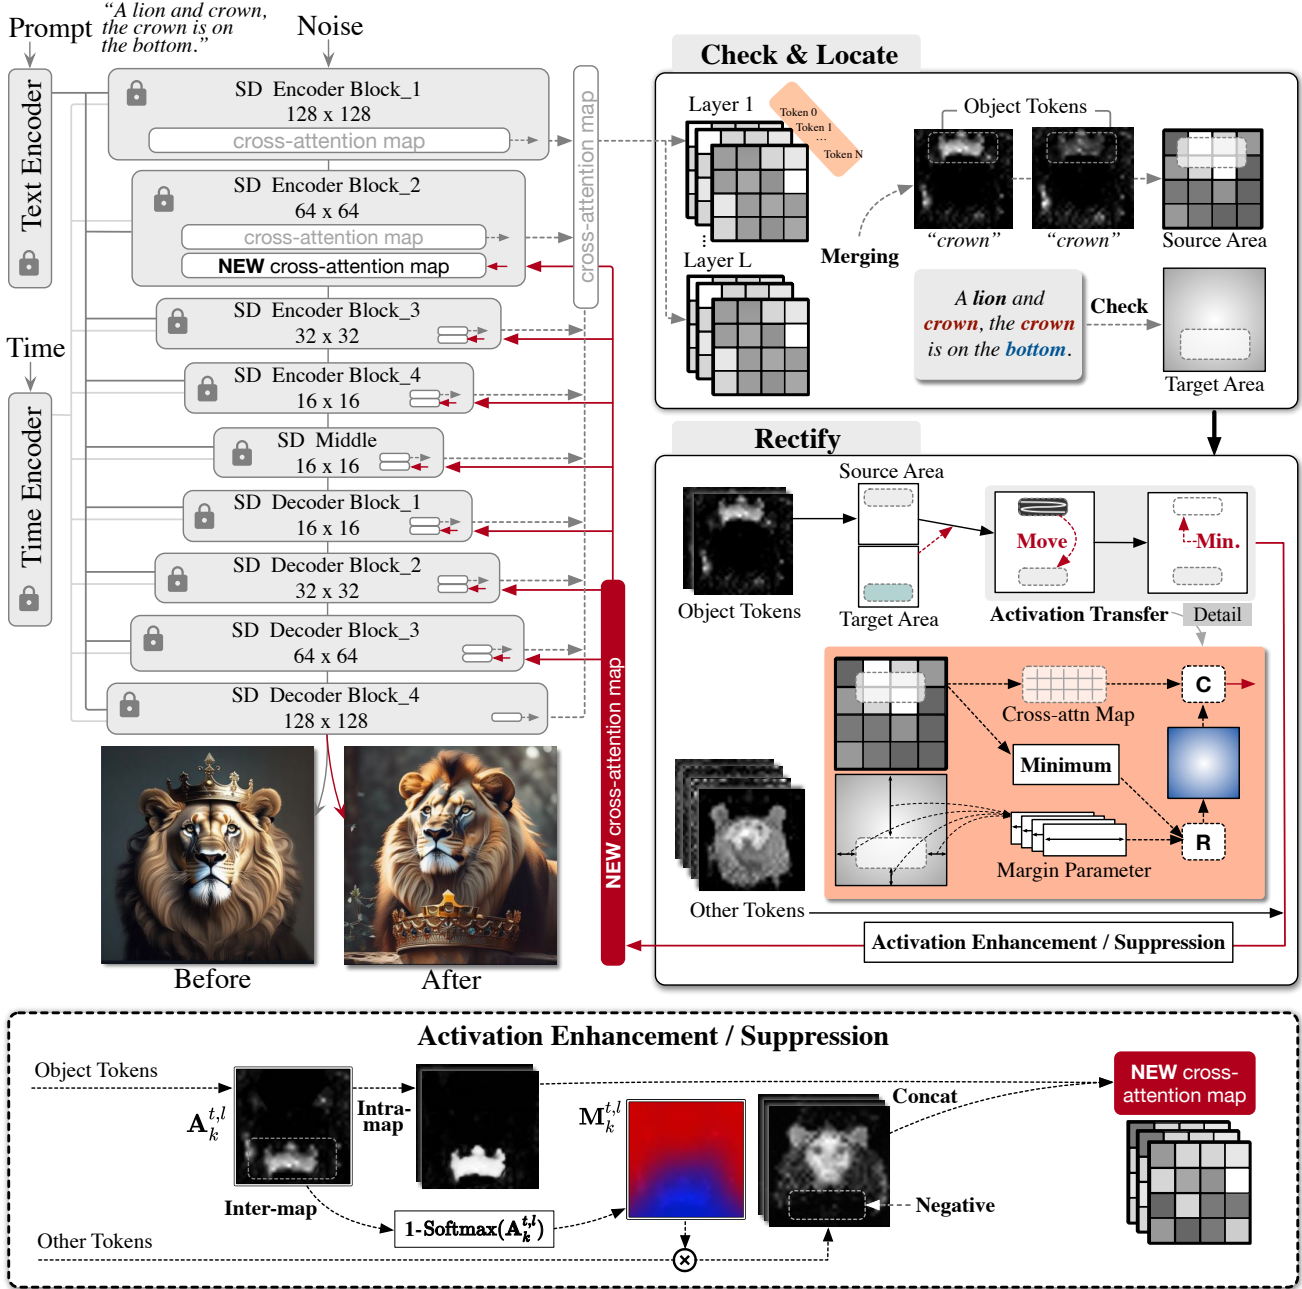 Prompt
“A lion and crown,
the crown is on
the bottom.”
Noise
Text Encoder
SD Encoder Block_1
128 x 128
cross-attention map
SD Encoder Block_2
64 x 64
cross-attention map
NEW cross-attention map
SD Encoder Block_3
32 x 32
Time
SD Encoder Block_4
16 x 16
Time Encoder
SD Middle
16 x 16
SD Decoder Block_1
16 x 16
SD Decoder Block_2
32 x 32
SD Decoder Block_3
64 x 64
SD Decoder Block_4
128 x 128
cross-attention map
NEW cross-attention map
Before
After
Check & Locate
Layer 1
Token 0
Token 1
...
Token N
Layer L
Merging
Object Tokens
“crown”
“crown”
Source Area
A lion and
crown, the crown
is on the bottom.
Check
Target Area
Rectify
Object Tokens
Source Area
Target Area
Move
Min.
Activation Transfer
Detail
Cross-attn Map
C
Minimum
R
Margin Parameter
Other Tokens
Activation Enhancement / Suppression
Activation Enhancement / Suppression
Object Tokens
A_k^{t,l}
Intra-
map
Inter-map
1-Softmax(A_k^{t,l})
M_k^{t,l}
Concat
Negative
Other Tokens
NEW cross-
attention map